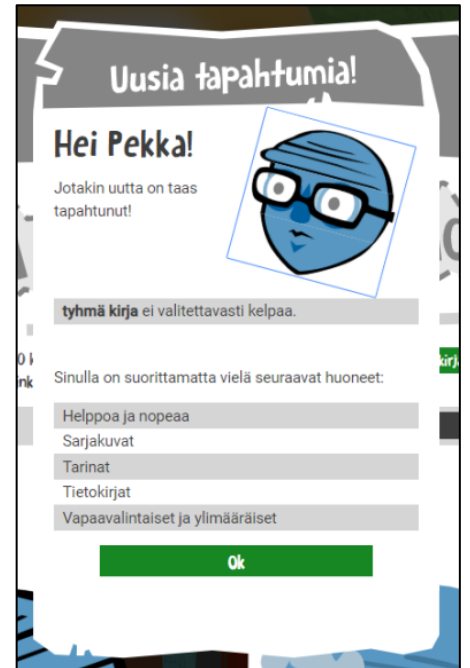 Uusia tapahtumia!
Hei Pekka!
Jotakin uutta on taas
tapahtunut!
tyhmä kirja ei valitettavasti kelpaa.
Sinulla on suorittamatta vielä seuraavat huoneet:
Helppoa ja nopeaa
Sarjakuvat
Tarinat
Tietokirjat
Vapaavalintaiset ja ylimääräiset
Ok